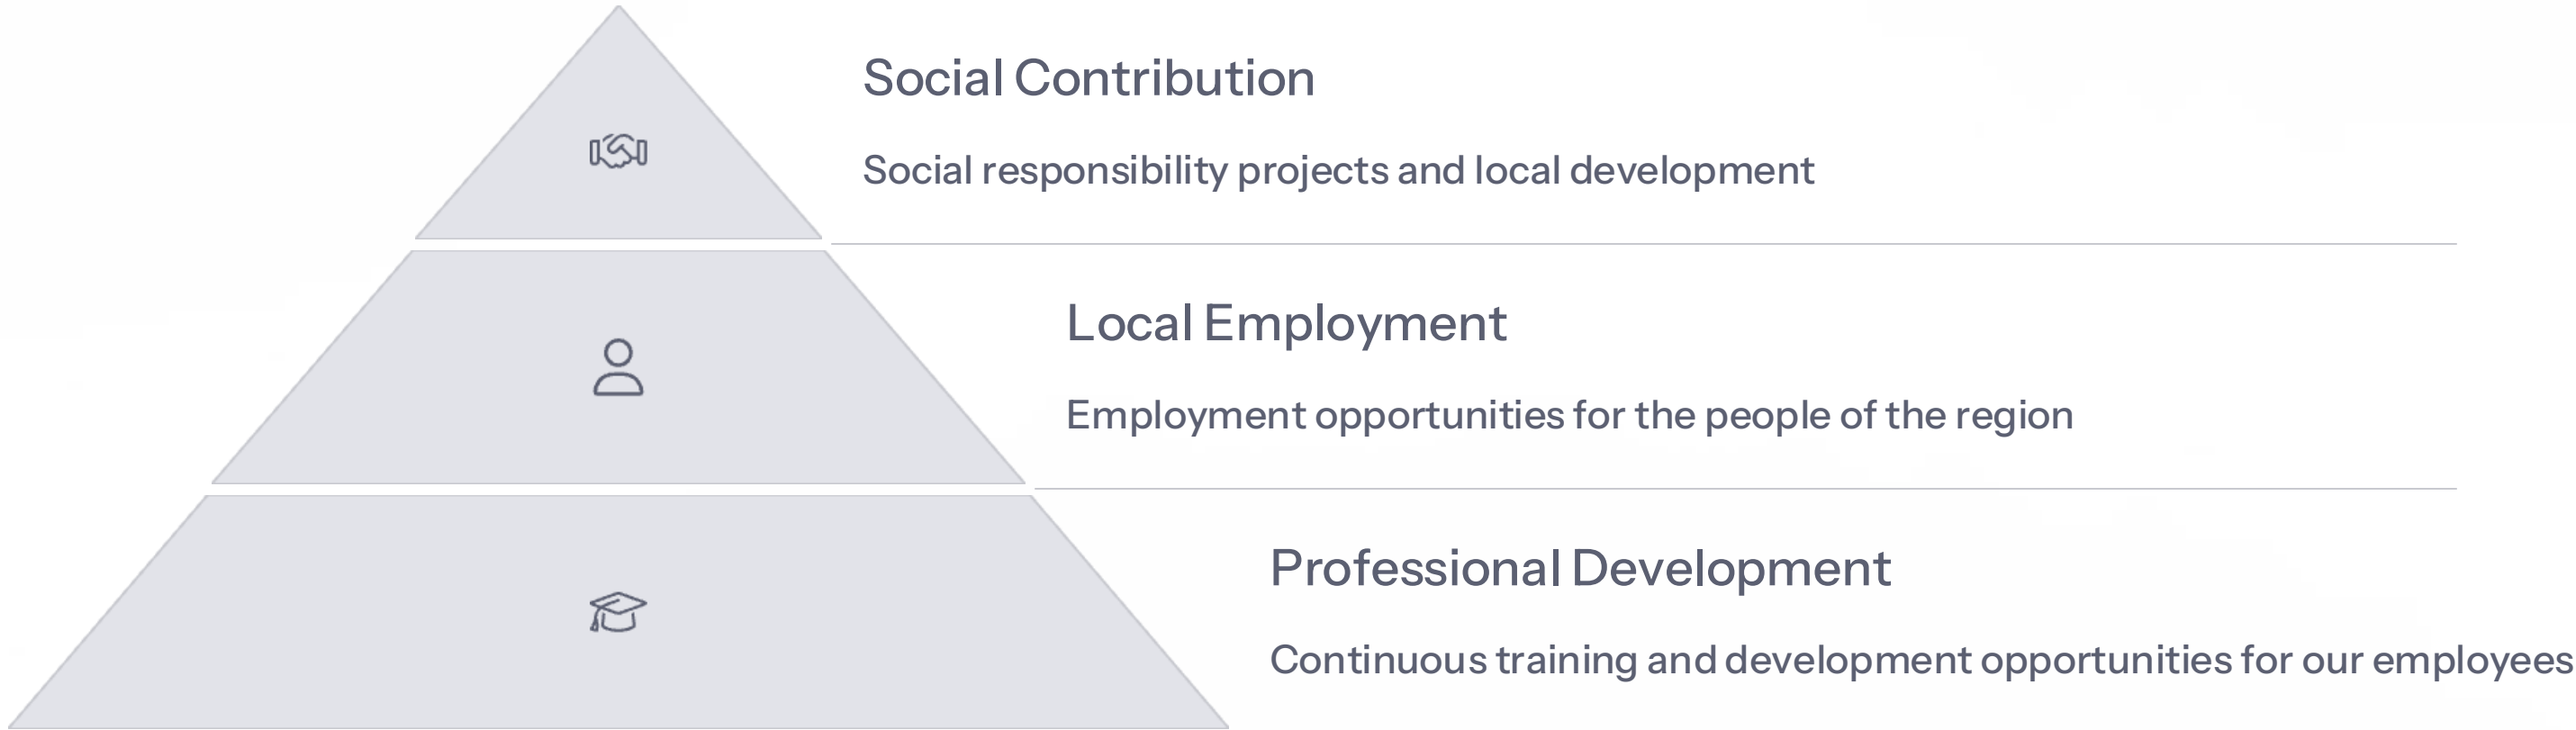 Social Contribution
Social responsibility projects and local development
Local Employment
Employment opportunities for the people of the region
Professional Development
Continuous training and development opportunities for our employees